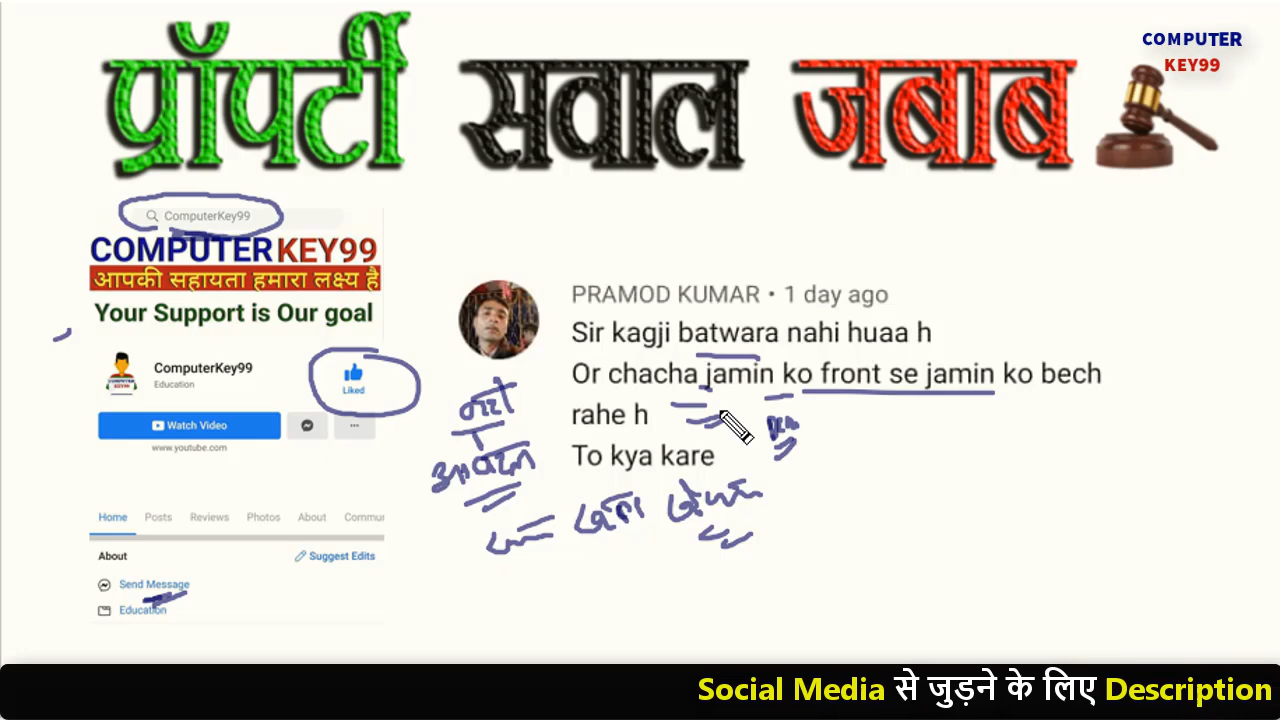 प्रॉपर्टी सवाल जबाब
COMPUTER
KEY99
ComputerKey99
COMPUTER KEY99
आपकी सहायता हमारा लक्ष्य है
Your Support is Our goal
ComputerKey99
Education
Liked
Watch Video
www.youtube.com
Home Posts Reviews Photos About Commu
About
Suggest Edits
Send Message
Education
PRAMOD KUMAR • 1 day ago
Sir kagji batwara nahi huaa h
Or chacha jamin ko front se jamin ko bech
rahe h
To kya kare
Social Media से जुड़ने के लिए Description